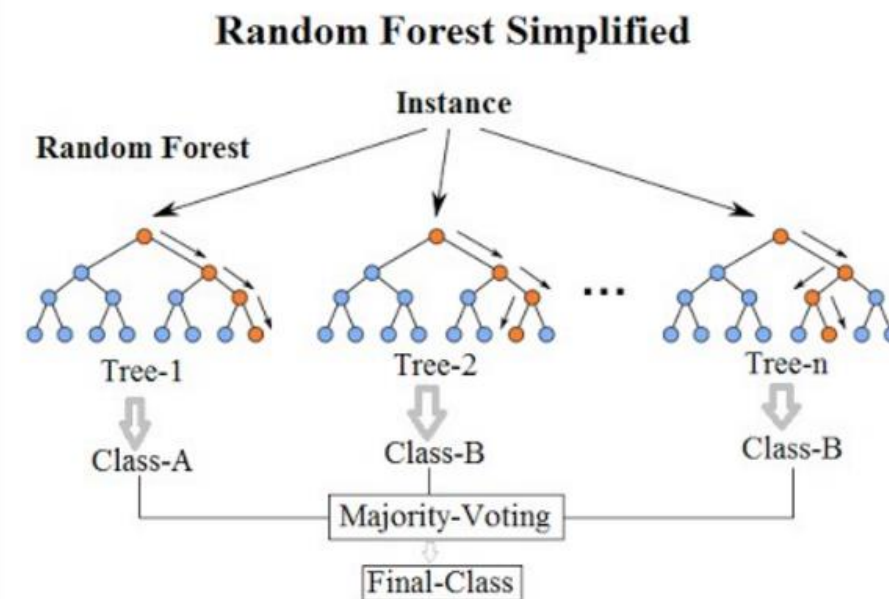 Random Forest Simplified
Instance
Random Forest
...
Tree-1
Tree-2
Tree-n
Class-A
Class-B
Class-B
Majority-Voting
Final-Class